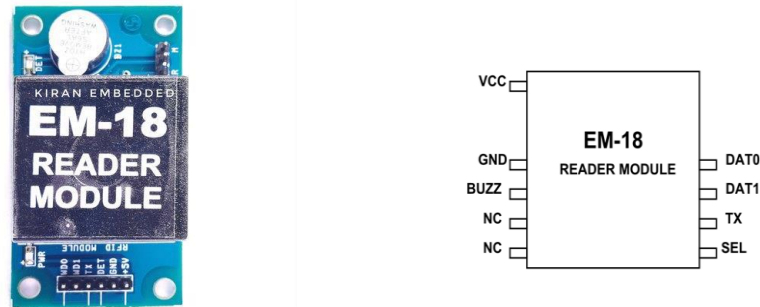 DET
BZ1
KIRAN EMBEDDED
EM-18
READER
MODULE
RFID MODULE
PWR
WD0
WD1
TX
DET
GND
+5V
VCC
GND
BUZZ
NC
NC
EM-18
READER MODULE
DAT0
DAT1
TX
SEL